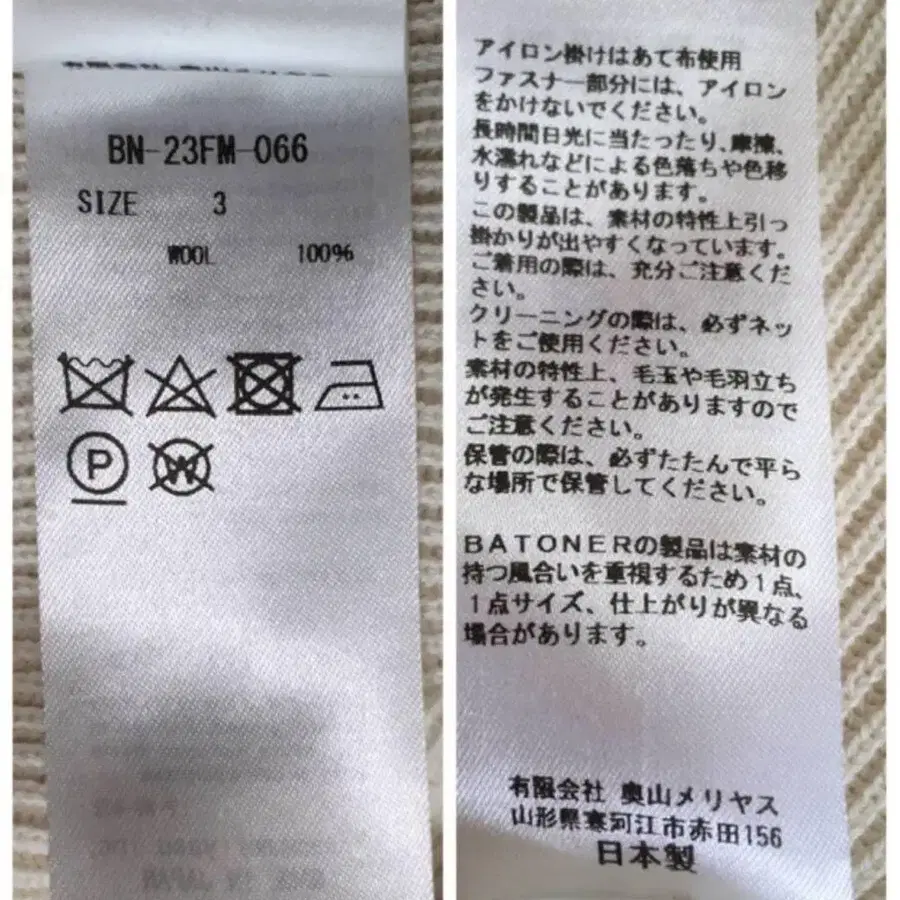 BN-23FM-066
SIZE 3
WOOL 100%
P
W
アイロン掛けはあて布使用
ファスナー部分には、アイロン
をかけないでください。
長時間日光に当たったり、摩擦、
水濡れなどによる色落ちや色移
りすることがあります。
この製品は、素材の特性上引っ
掛かりが出やすくなっています。
ご着用の際は、充分ご注意くだ
さい。
クリーニングの際は、必ずネッ
トをご使用ください。
素材の特性上、毛玉や毛羽立ち
が発生することがありますので
ご注意ください。
保管の際は、必ずたたんで平ら
な場所で保管してください。
BATONERの製品は素材の
持つ風合いを重視するため1点、
1点サイズ、仕上がりが異なる
場合があります。
有限会社 奥山メリヤス
山形県寒河江市赤田156
日本製